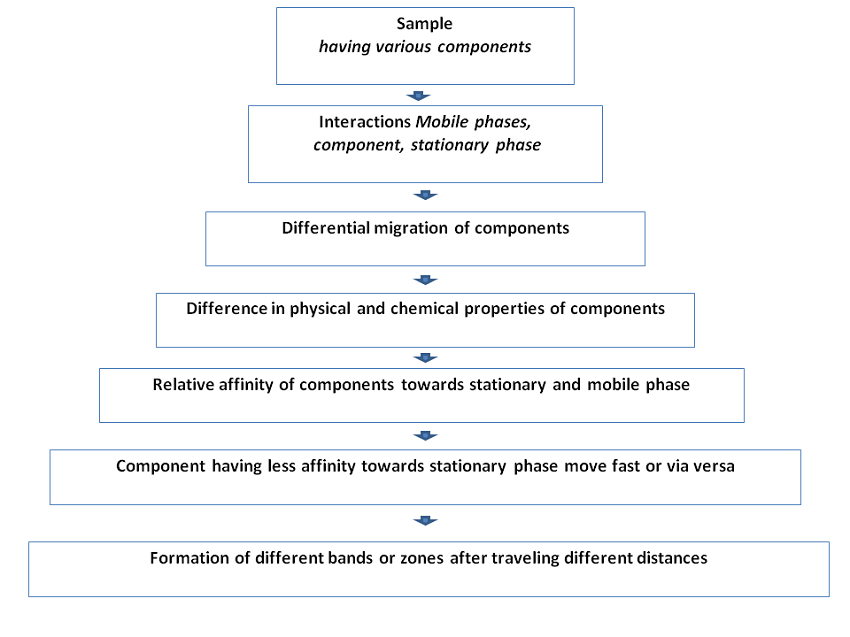 Sample
having various components
Interactions Mobile phases,
component, stationary phase
Differential migration of components
Difference in physical and chemical properties of components
Relative affinity of components towards stationary and mobile phase
Component having less affinity towards stationary phase move fast or via versa
Formation of different bands or zones after traveling different distances